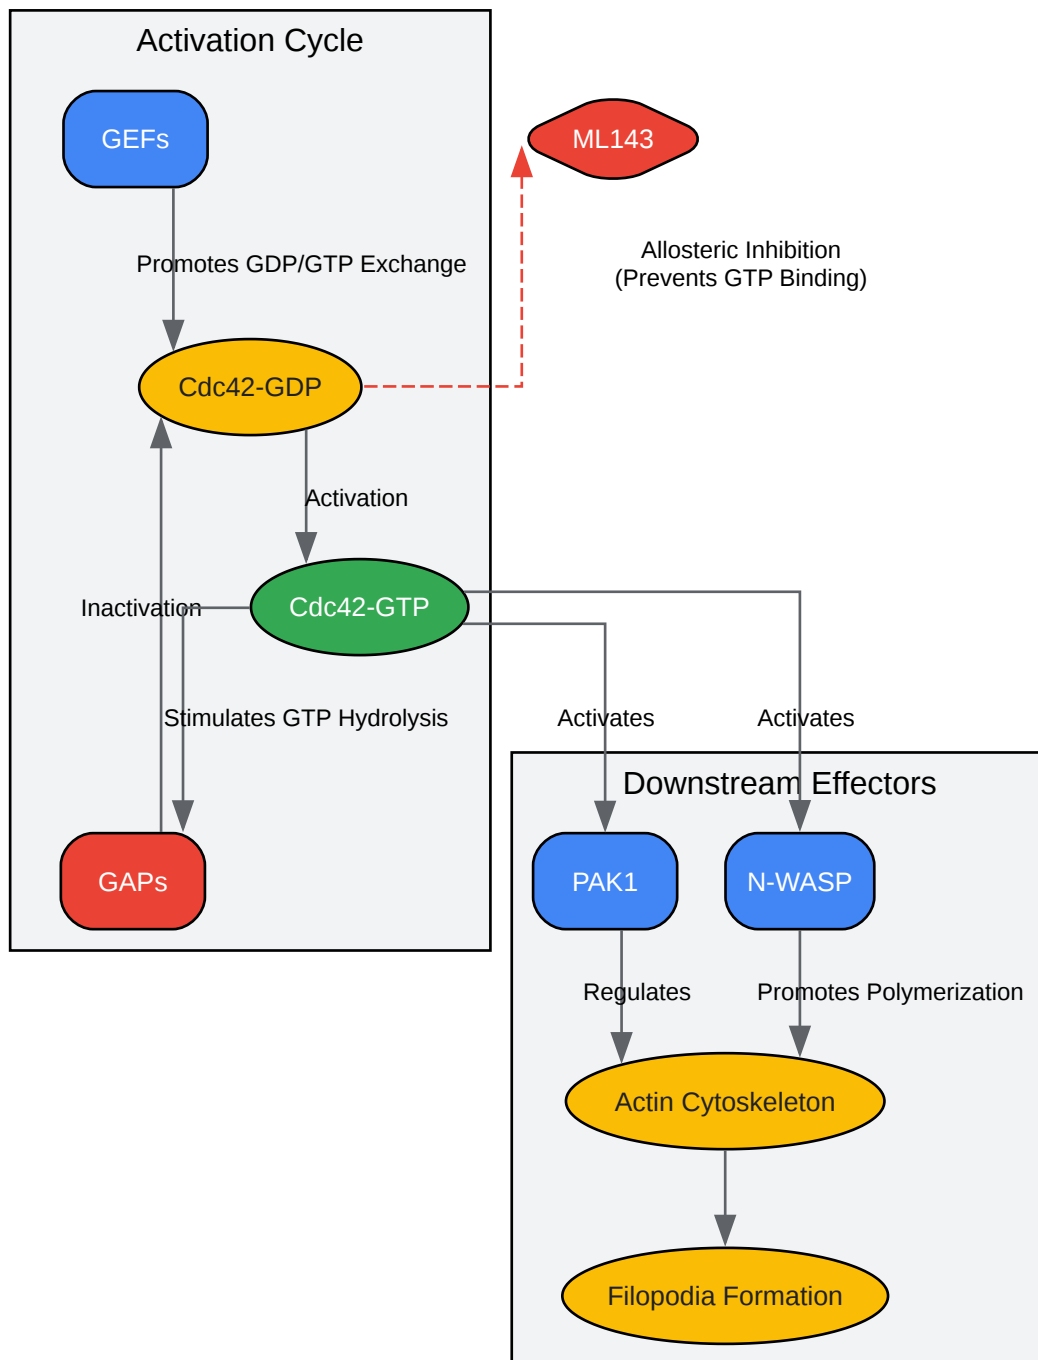 Activation Cycle
GEFs
ML143
Promotes GDP/GTP Exchange
Allosteric Inhibition
(Prevents GTP Binding)
Cdc42-GDP
Activation
Inactivation
Cdc42-GTP
Stimulates GTP Hydrolysis
Activates
Activates
Downstream Effectors
GAPs
PAK1
N-WASP
Regulates
Promotes Polymerization
Actin Cytoskeleton
Filopodia Formation